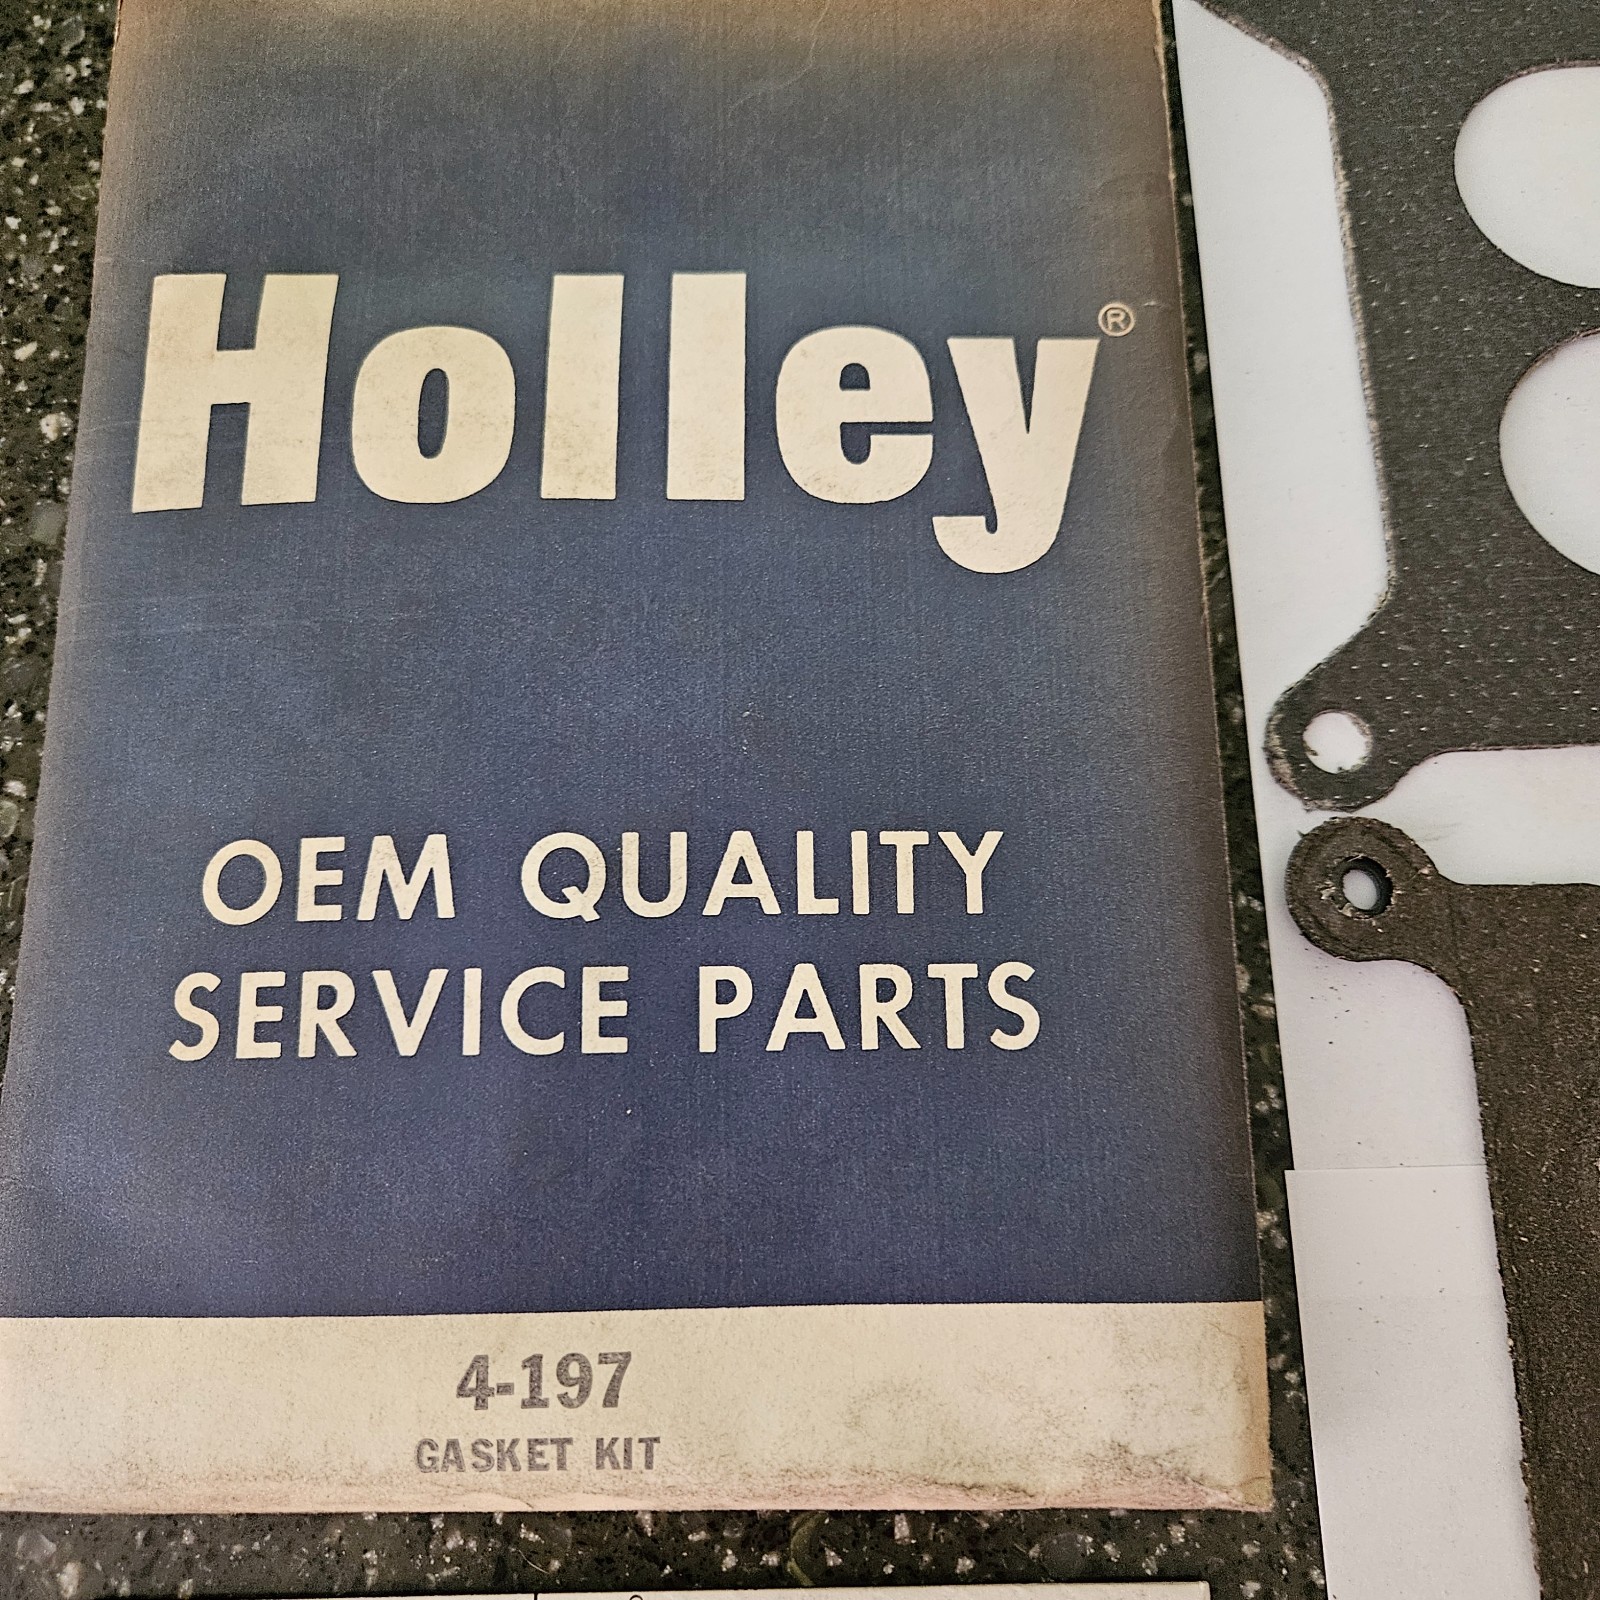 Holley®
OEM QUALITY
SERVICE PARTS
4-197
GASKET KIT